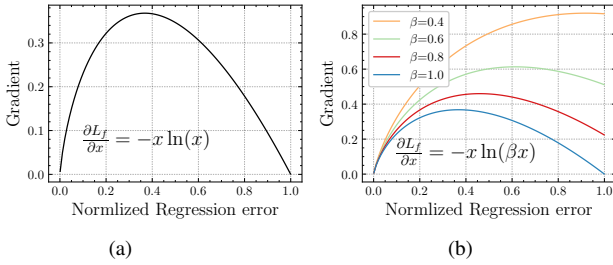 0.3
0.2
0.1
0.0
Gradient
∂L_f/∂x = −x ln(x)
0.0 0.2 0.4 0.6 0.8 1.0
Normlized Regression error
(a)
0.8
0.6
0.4
0.2
0.0
Gradient
β=0.4
β=0.6
β=0.8
β=1.0
∂L_f/∂x = −x ln(βx)
0.0 0.2 0.4 0.6 0.8 1.0
Normlized Regression error
(b)